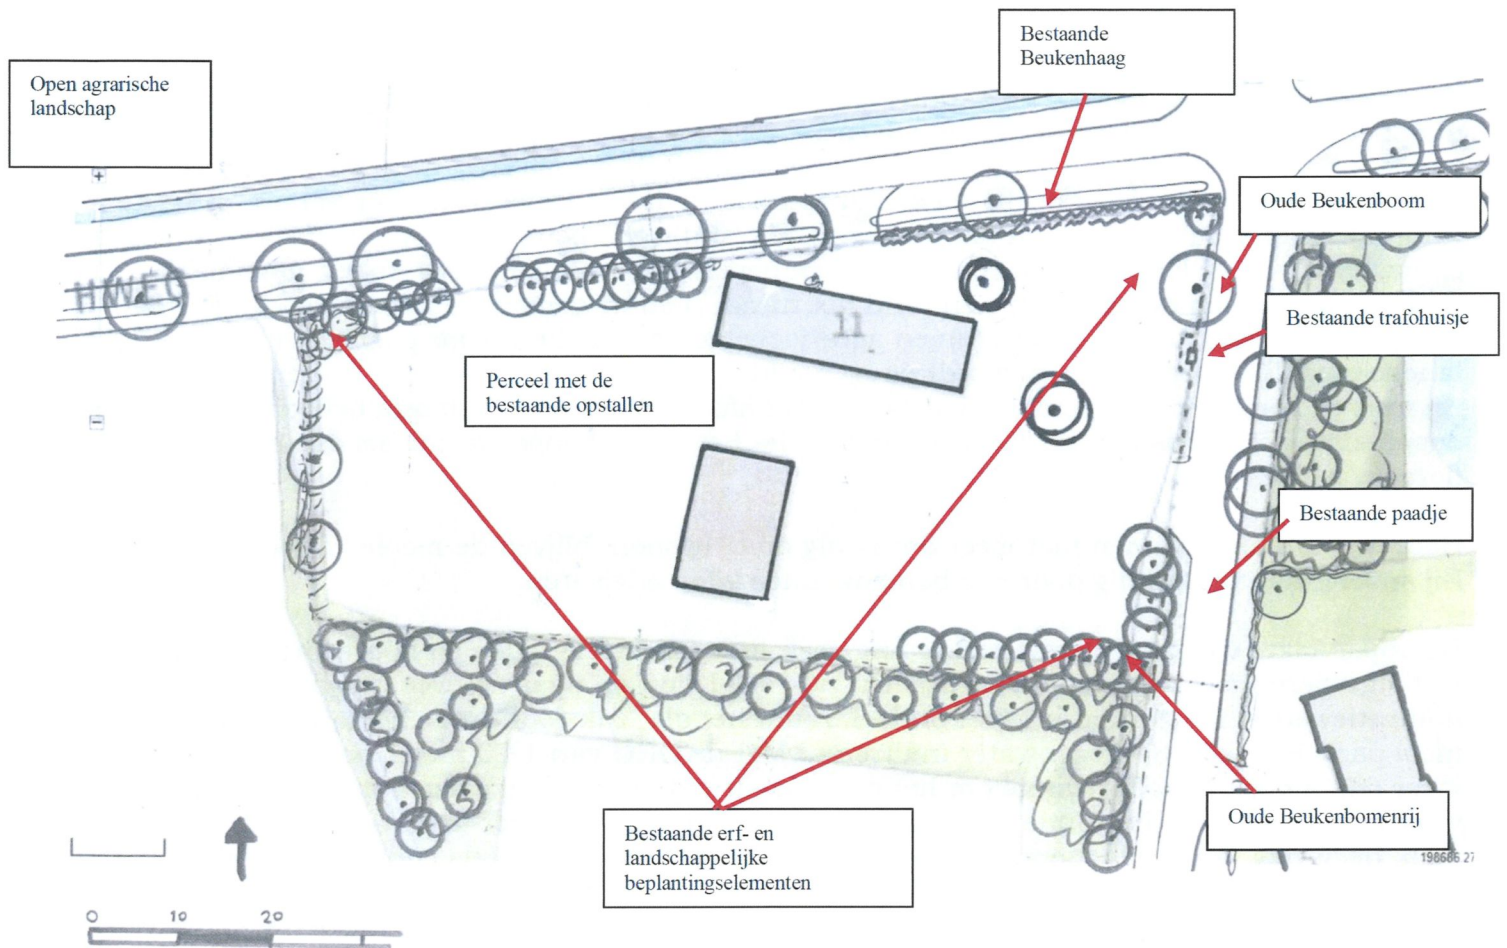 Bestaande
Beukenhaag
Open agrarische
landschap
Oude Beukenboom
HWEG
Bestaande trafohuisje
11
Perceel met de
bestaande opstallen
Bestaande paadje
Oude Beukenbomenrij
Bestaande erf- en
landschappelijke
beplantingselementen
198686 27
0 10 20